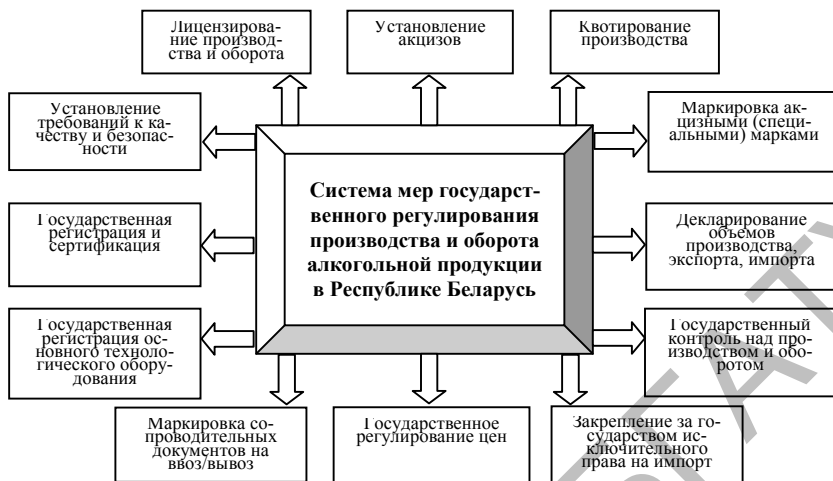 Лицензирова-
ние производ-
ства и оборота
Установление
акцизов
Квотирование
производства
Установление
требований к ка-
честву и безопас-
ности
Маркировка ак-
цизными (специ-
альными) марками
Система мер государст-
венного регулирования
производства и оборота
алкогольной продукции
в Республике Беларусь
Государственная
регистрация и
сертификация
Декларирование
объемов
производства,
экспорта, импорта
Государственная
регистрация ос-
новного техноло-
гического обору-
дования
Государственный
контроль над про-
изводством и обо-
ротом
Маркировка со-
проводительных
документов на
ввоз/вывоз
Государственное
регулирование цен
Закрепление за го-
сударством ис-
ключительного
права на импорт